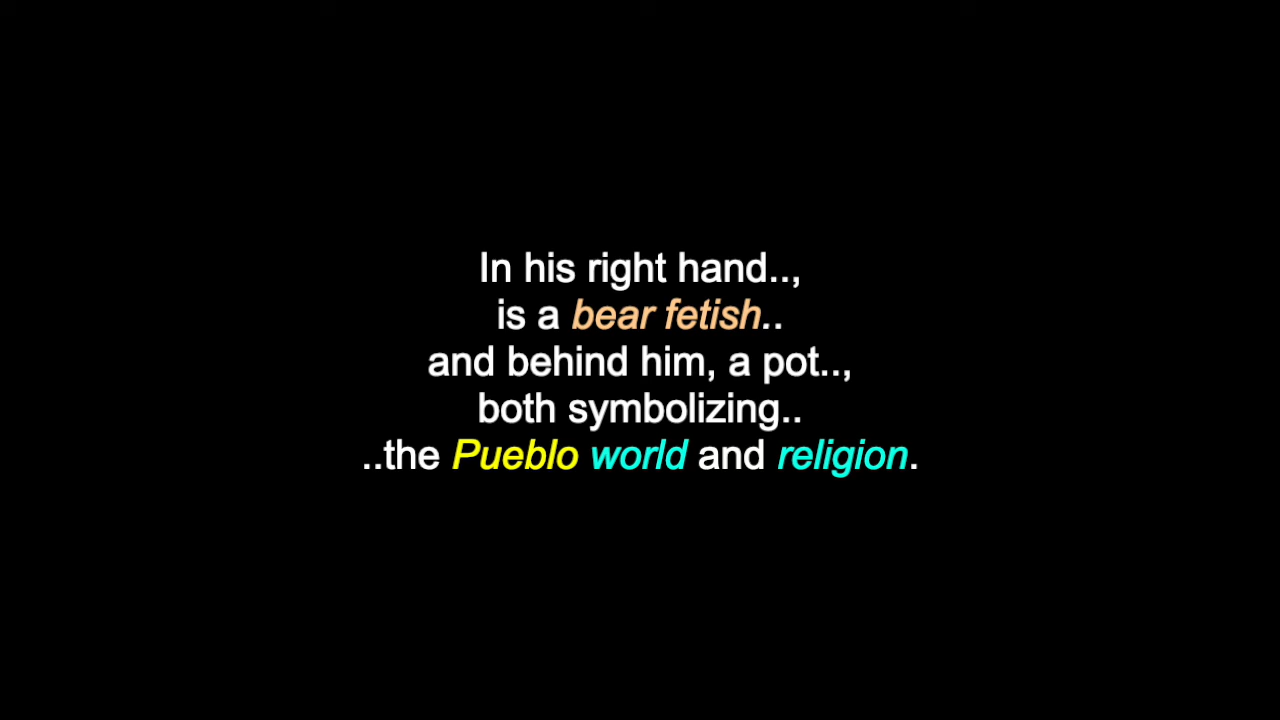 In his right hand..,
is a bear fetish..
and behind him, a pot..,
both symbolizing..
..the Pueblo world and religion.